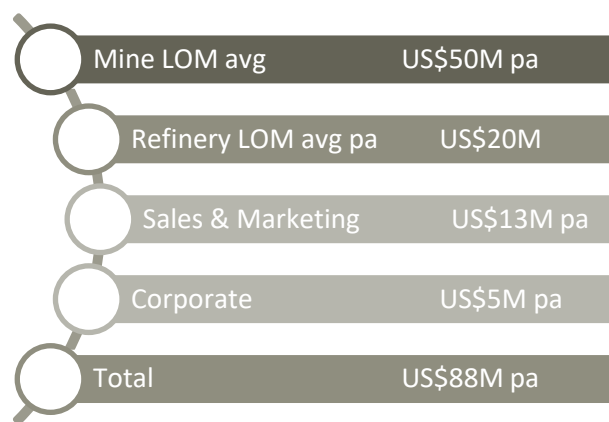 Mine LOM avg US$50M pa
Refinery LOM avg pa US$20M
Sales & Marketing US$13M pa
Corporate US$5M pa
Total US$88M pa